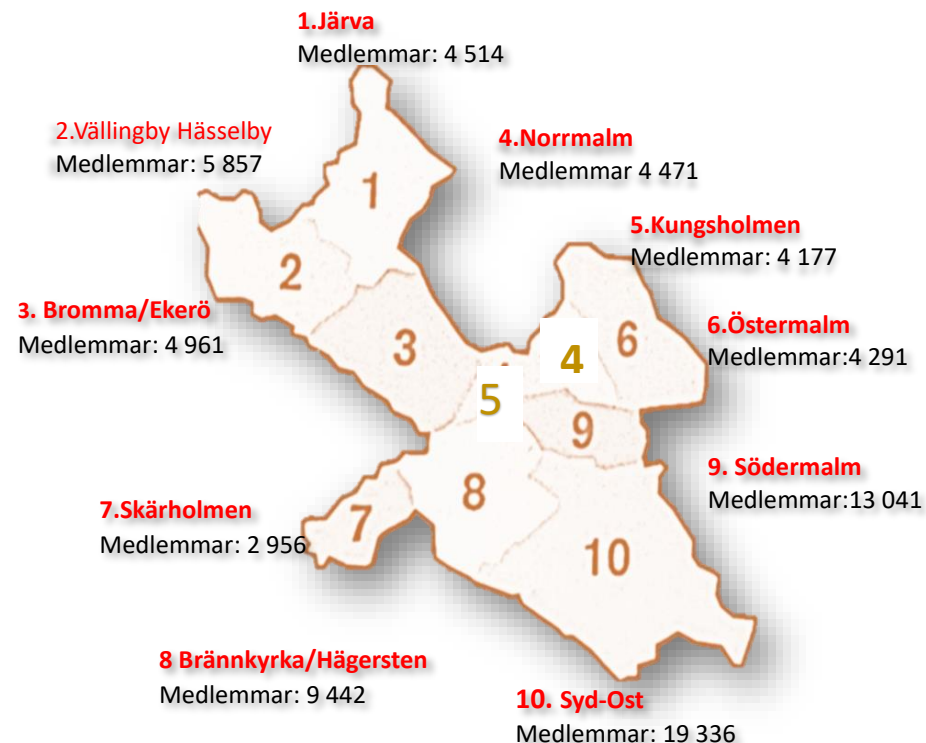 1.Järva
Medlemmar: 4 514
2.Vällingby Hässelby
Medlemmar: 5 857
4.Norrmalm
Medlemmar 4 471
5.Kungsholmen
Medlemmar: 4 177
3. Bromma/Ekerö
Medlemmar: 4 961
6.Östermalm
Medlemmar:4 291
1
2
3
4
6
5
9
9. Södermalm
Medlemmar:13 041
7.Skärholmen
Medlemmar: 2 956
8
7
10
8 Brännkyrka/Hägersten
Medlemmar: 9 442
10. Syd-Ost
Medlemmar: 19 336